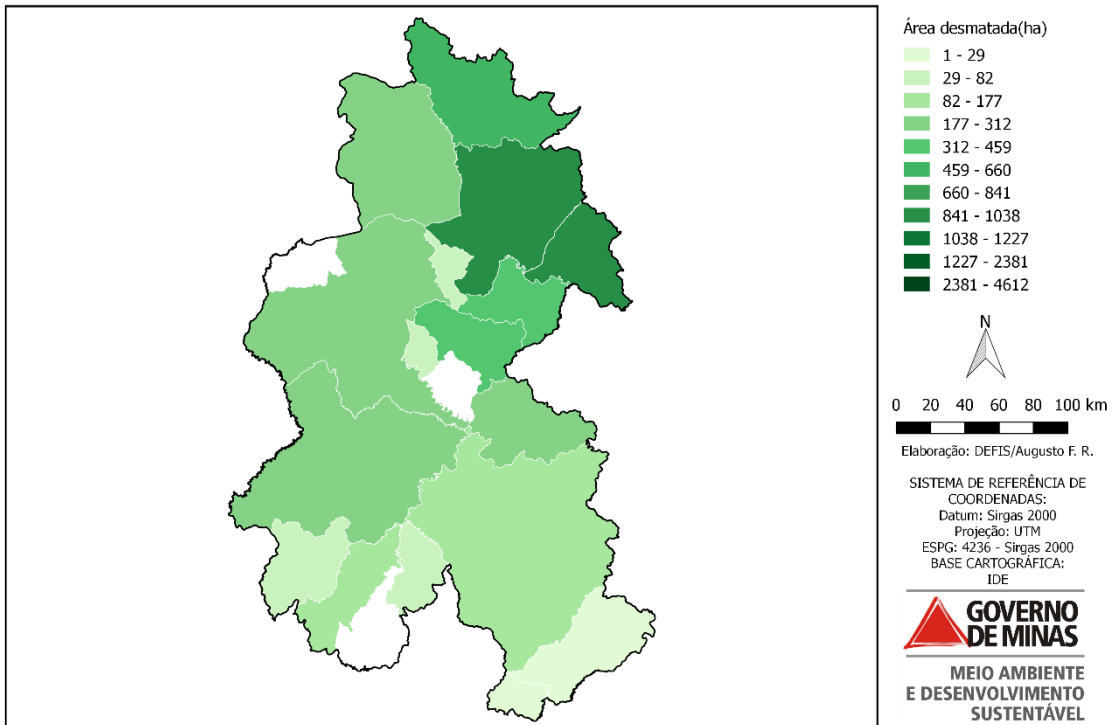 Área desmatada(ha)
1 - 29
29 - 82
82 - 177
177 - 312
312 - 459
459 - 660
660 - 841
841 - 1038
1038 - 1227
1227 - 2381
2381 - 4612
N
0 20 40 60 80 100 km
Elaboração: DEFIS/Augusto F. R.
SISTEMA DE REFERÊNCIA DE
COORDENADAS:
Datum: Sirgas 2000
Projeção: UTM
ESPG: 4236 - Sirgas 2000
BASE CARTOGRÁFICA:
IDE
GOVERNO
DE MINAS
MEIO AMBIENTE
E DESENVOLVIMENTO
SUSTENTÁVEL